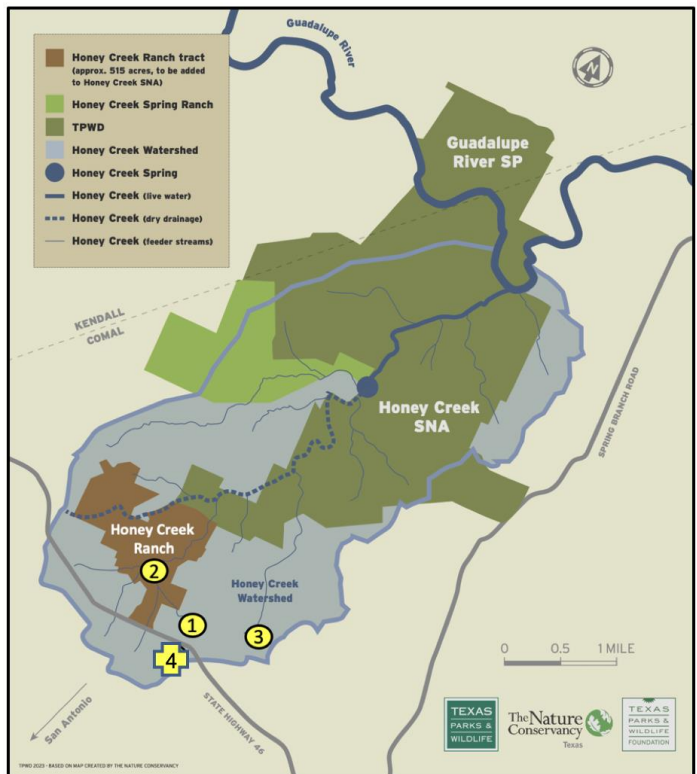 Guadalupe
River
Honey Creek Ranch tract
(approx. 515 acres, to be added
to Honey Creek SNA)
Honey Creek Spring Ranch
TPWD
Honey Creek Watershed
Honey Creek Spring
Honey Creek (live water)
Honey Creek (dry drainage)
Honey Creek (feeder streams)
N
Guadalupe
River SP
KENDALL
COMAL
Honey Creek
SNA
SPRING BRANCH ROAD
Honey Creek
Ranch
2
Honey Creek
Watershed
1
3
4
0 0.5 1 MILE
San Antonio
STATE HIGHWAY 46
TEXAS
PARKS &
WILDLIFE
The Nature
Conservancy
Texas
TEXAS
PARKS &
WILDLIFE
FOUNDATION
TPWD 2023 - BASED ON MAP CREATED BY THE NATURE CONSERVANCY